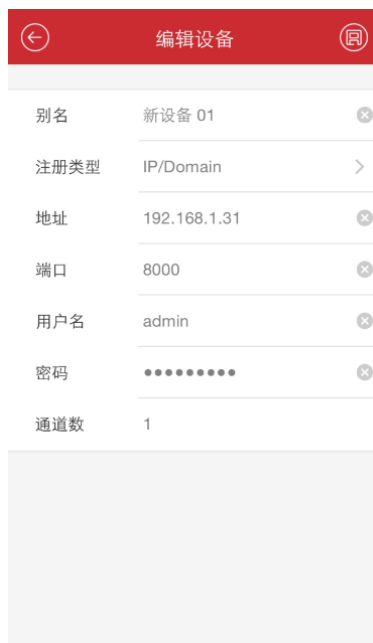 编辑设备
别名 新设备 01
注册类型 IP/Domain
地址 192.168.1.31
端口 8000
用户名 admin
密码 •••••••••
通道数 1